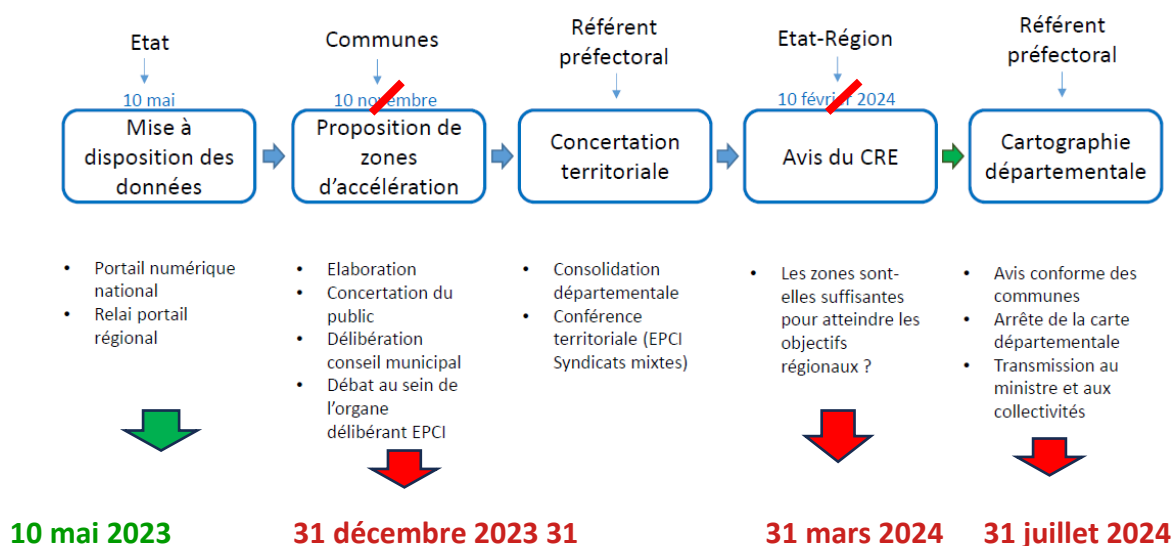 Etat
10 mai
Mise à
disposition des
données
• Portail numérique
national
• Relai portail
régional
10 mai 2023
Communes
10 novembre
Proposition de
zones
d’accélération
• Elaboration
• Concertation du
public
• Délibération
conseil municipal
• Débat au sein de
l’organe
délibérant EPCI
31 décembre 2023 31
Référent
préfectoral
Concertation
territoriale
• Consolidation
départementale
• Conférence
territoriale (EPCI
Syndicats mixtes)
Etat-Région
10 février 2024
Avis du CRE
• Les zones sont-
elles suffisantes
pour atteindre les
objectifs
régionaux ?
31 mars 2024
Référent
préfectoral
Cartographie
départementale
• Avis conforme des
communes
• Arrête de la carte
départementale
• Transmission au
ministre et aux
collectivités
31 juillet 2024